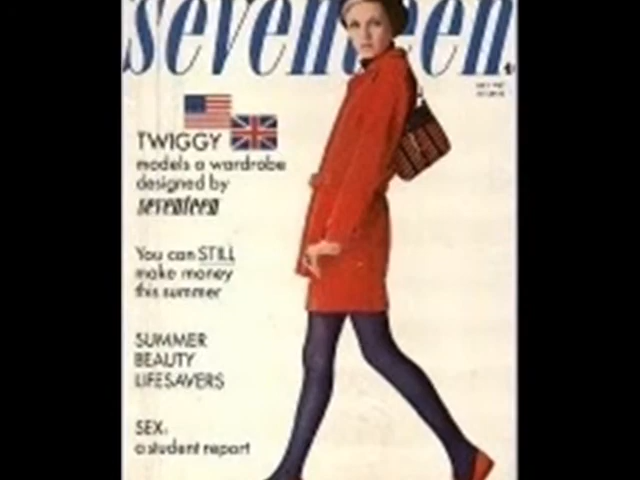 seventeen
TWIGGY
models a wardrobe
designed by
seventeen
You can STILL
make money
this summer
SUMMER
BEAUTY
LIFESAVERS
SEX:
a student report